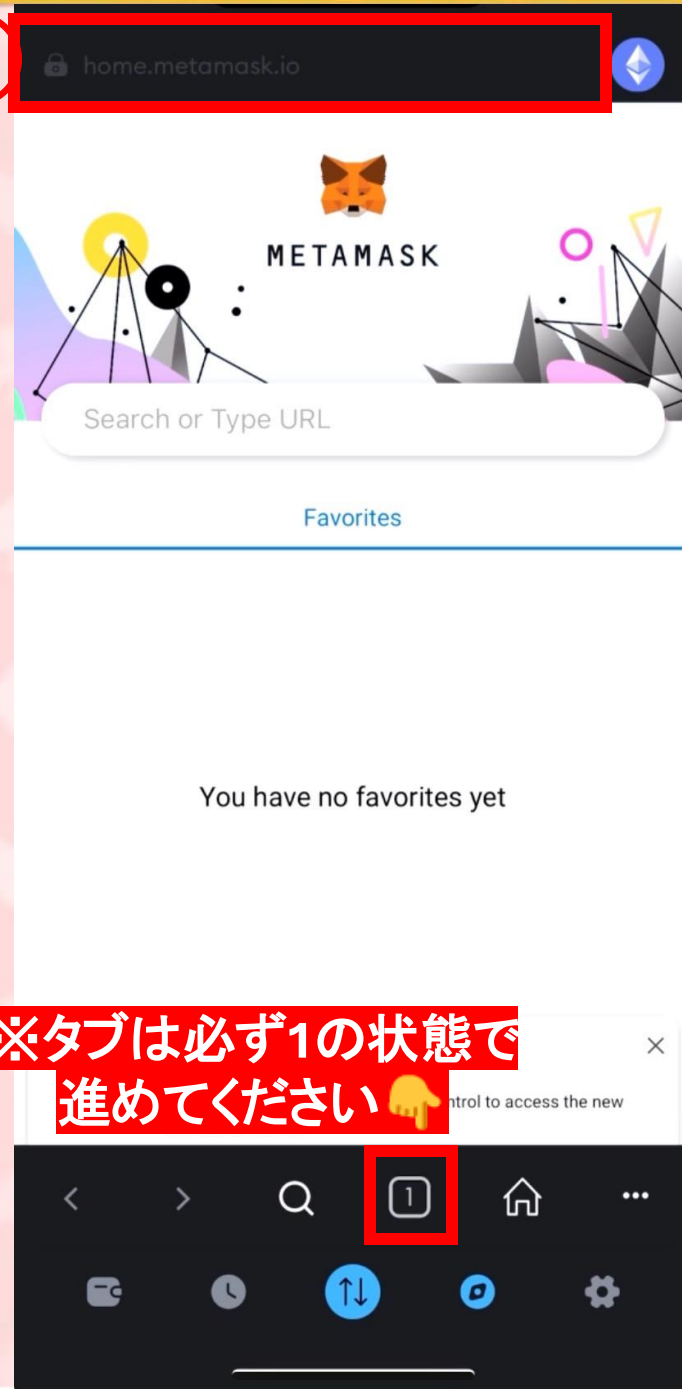 home.metamask.io
METAMASK
Search or Type URL
Favorites
You have no favorites yet
※タブは必ず1の状態で
進めてください👇
to access the new
1